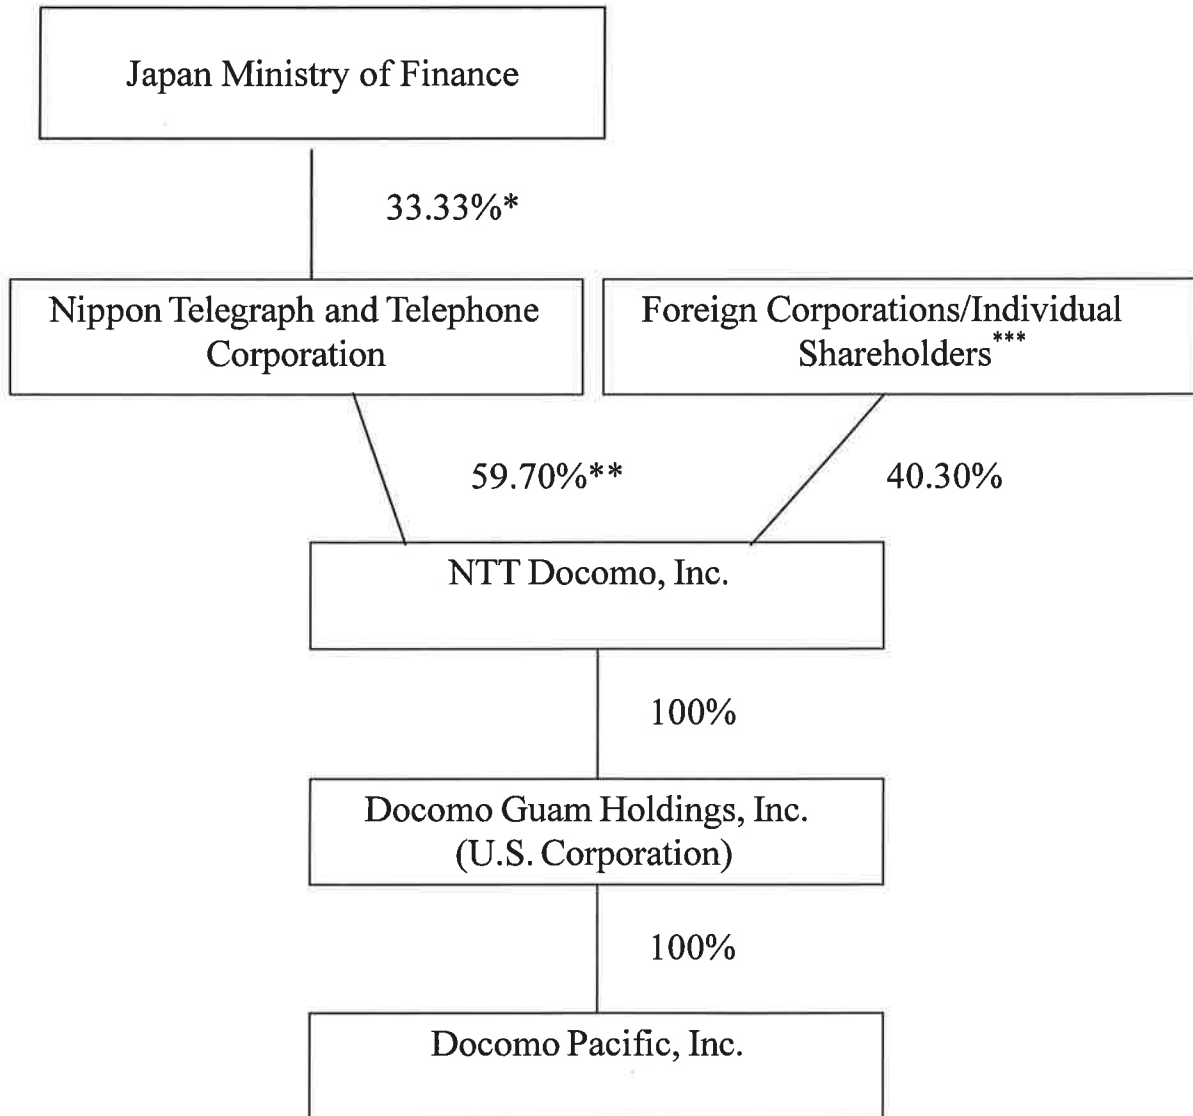 Japan Ministry of Finance
33.33%*
Nippon Telegraph and Telephone
Corporation
Foreign Corporations/Individual
Shareholders***
59.70%**
40.30%
NTT Docomo, Inc.
100%
Docomo Guam Holdings, Inc.
(U.S. Corporation)
100%
Docomo Pacific, Inc.